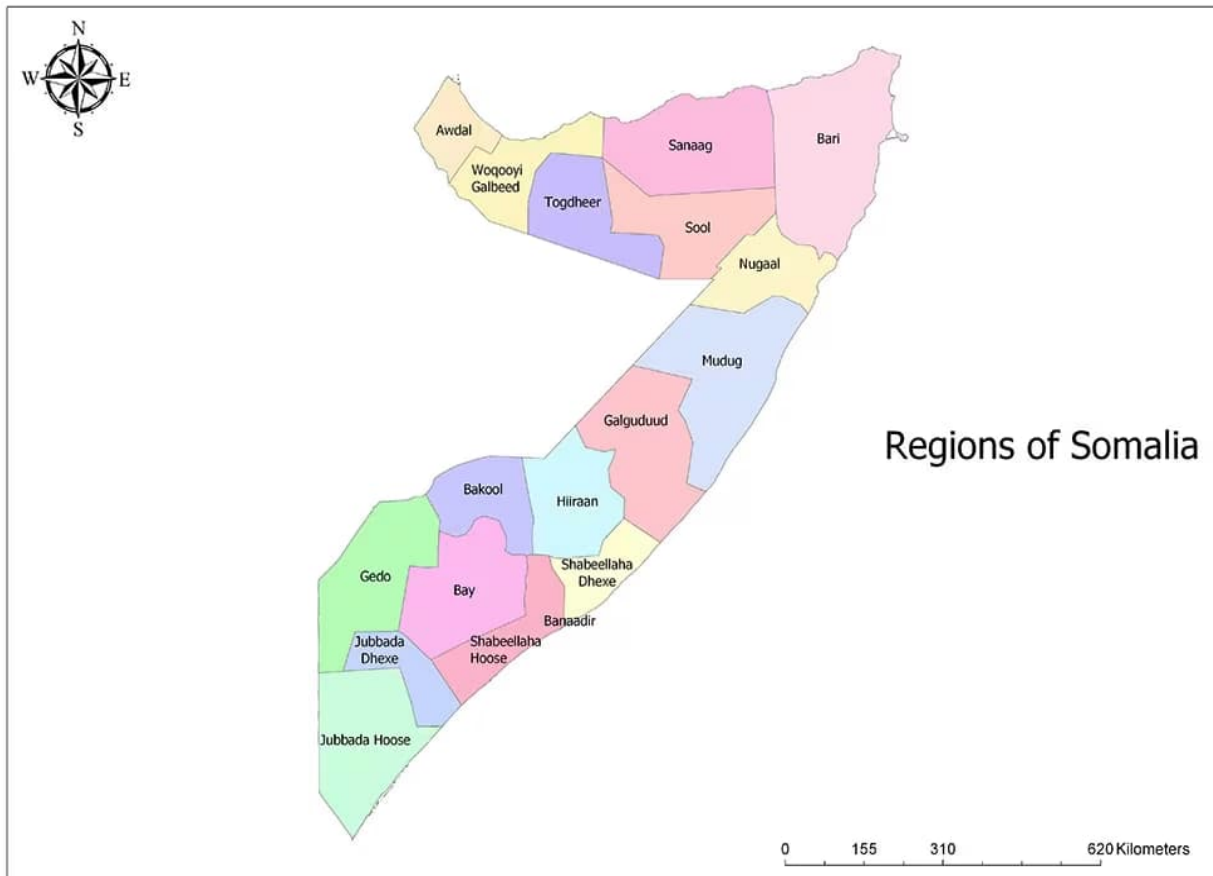 N
W E
S
Awdal
Woqooyi
Galbeed
Togdheer
Sanaag
Bari
Sool
Nugaal
Mudug
Galguduud
Regions of Somalia
Bakool
Hiiraan
Gedo
Bay
Shabeellaha
Dhexe
Banaadir
Jubbada
Dhexe
Shabeellaha
Hoose
Jubbada Hoose
0 155 310 620 Kilometers